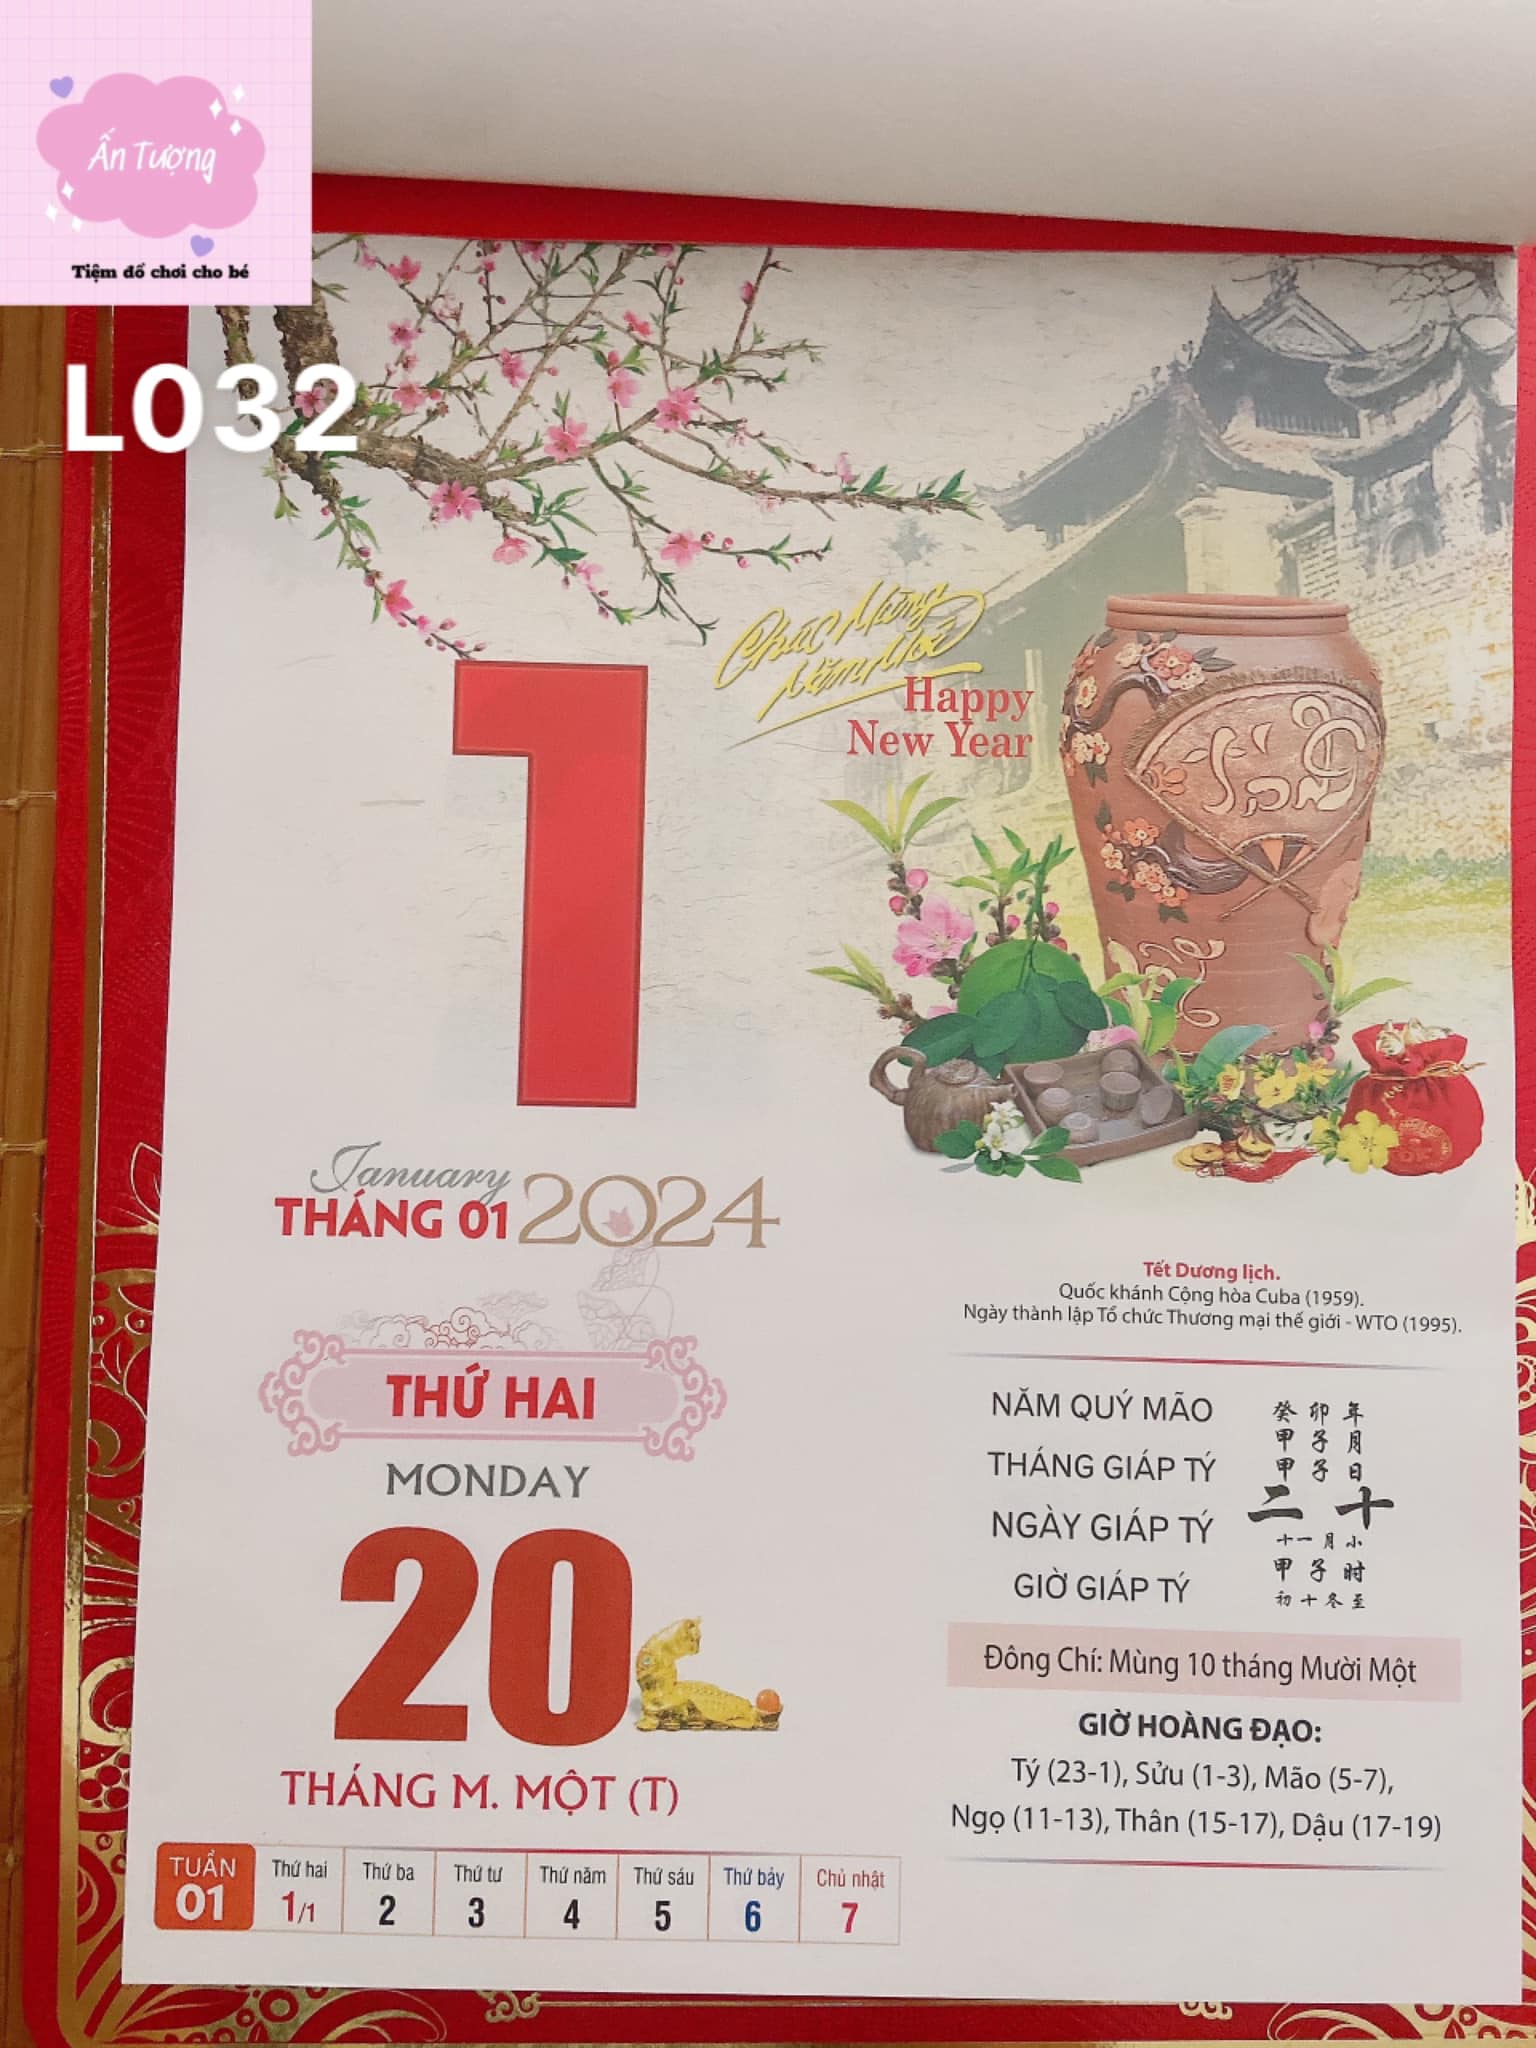 Ấn Tượng
Tiệm đồ chơi cho bé
L032
Chúc Mừng
Năm Mới
Happy
New Year
1
January
THÁNG 01 2024
THỨ HAI
MONDAY
20
THÁNG M. MỘT (T)
Tết Dương lịch.
Quốc khánh Cộng hòa Cuba (1959).
Ngày thành lập Tổ chức Thương mại thế giới - WTO (1995).
NĂM QUÝ MÃO
THÁNG GIÁP TÝ
NGÀY GIÁP TÝ
GIỜ GIÁP TÝ
癸卯年
甲子月
甲子日
二十
十一月小
甲子时
初十冬至
Đông Chí: Mùng 10 tháng Mười Một
GIỜ HOÀNG ĐẠO:
Tý (23-1), Sửu (1-3), Mão (5-7),
Ngọ (11-13), Thân (15-17), Dậu (17-19)
TUẦN 01
Thứ hai Thứ ba Thứ tư Thứ năm Thứ sáu Thứ bảy Chủ nhật
1/1 2 3 4 5 6 7